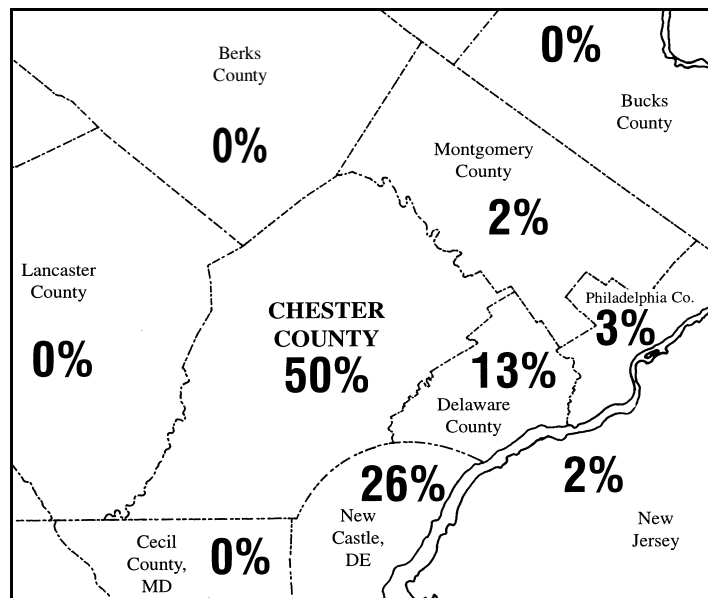 0%
Berks
County
Bucks
County
0%
Montgomery
County
2%
Lancaster
County
0%
CHESTER
COUNTY
50%
Philadelphia Co.
3%
13%
Delaware
County
26%
New
Castle,
DE
2%
New
Jersey
Cecil
County,
MD
0%